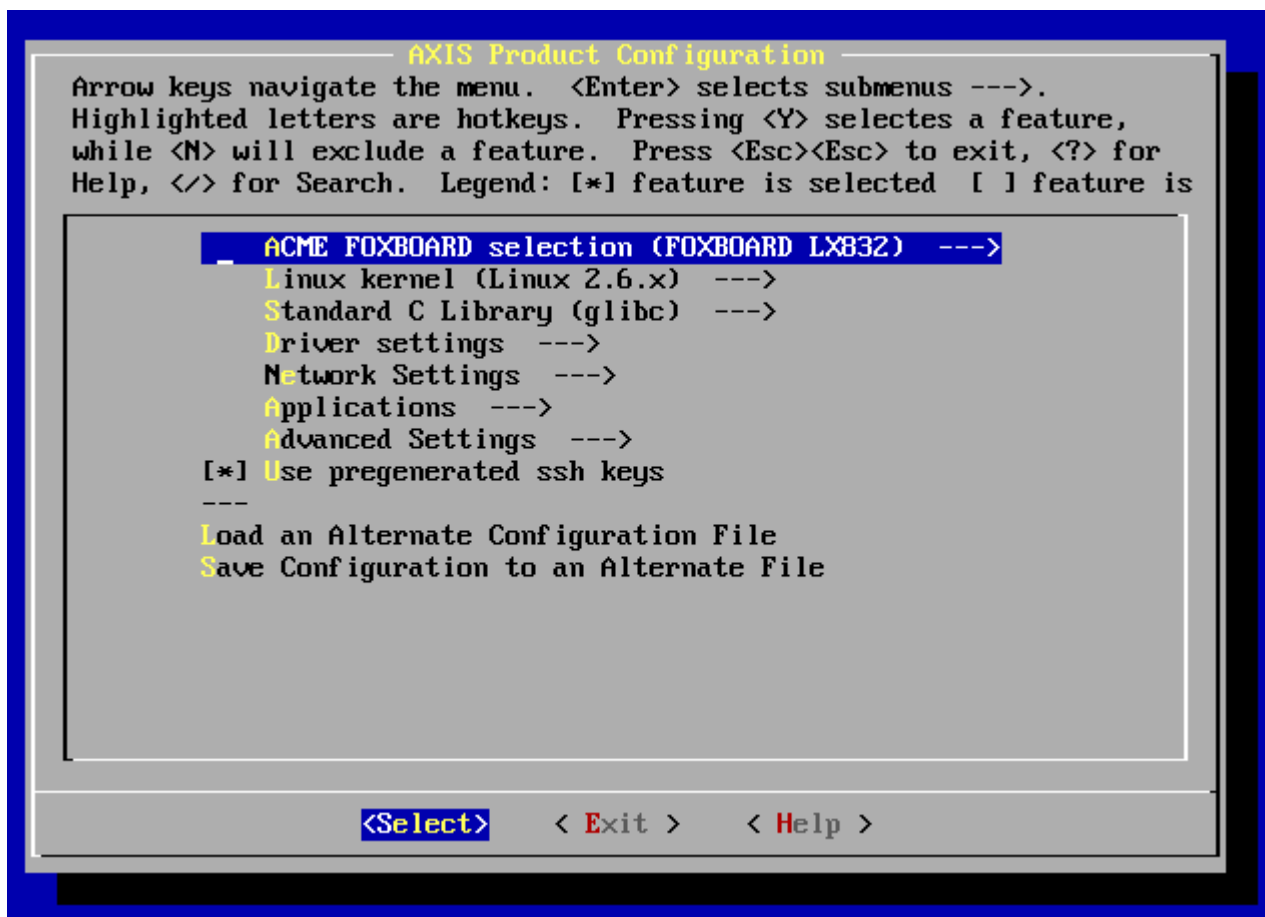 AXIS Product Configuration
Arrow keys navigate the menu. <Enter> selects submenus --->.
Highlighted letters are hotkeys. Pressing <Y> selectes a feature,
while <N> will exclude a feature. Press <Esc><Esc> to exit, <?> for
Help, </> for Search. Legend: [*] feature is selected [ ] feature is
ACME FOXBOARD selection (FOXBOARD LX832) --->
Linux kernel (Linux 2.6.x) --->
Standard C Library (glibc) --->
Driver settings --->
Network Settings --->
Applications --->
Advanced Settings --->
[*] Use pregenerated ssh keys
---
Load an Alternate Configuration File
Save Configuration to an Alternate File
<Select> < Exit > < Help >